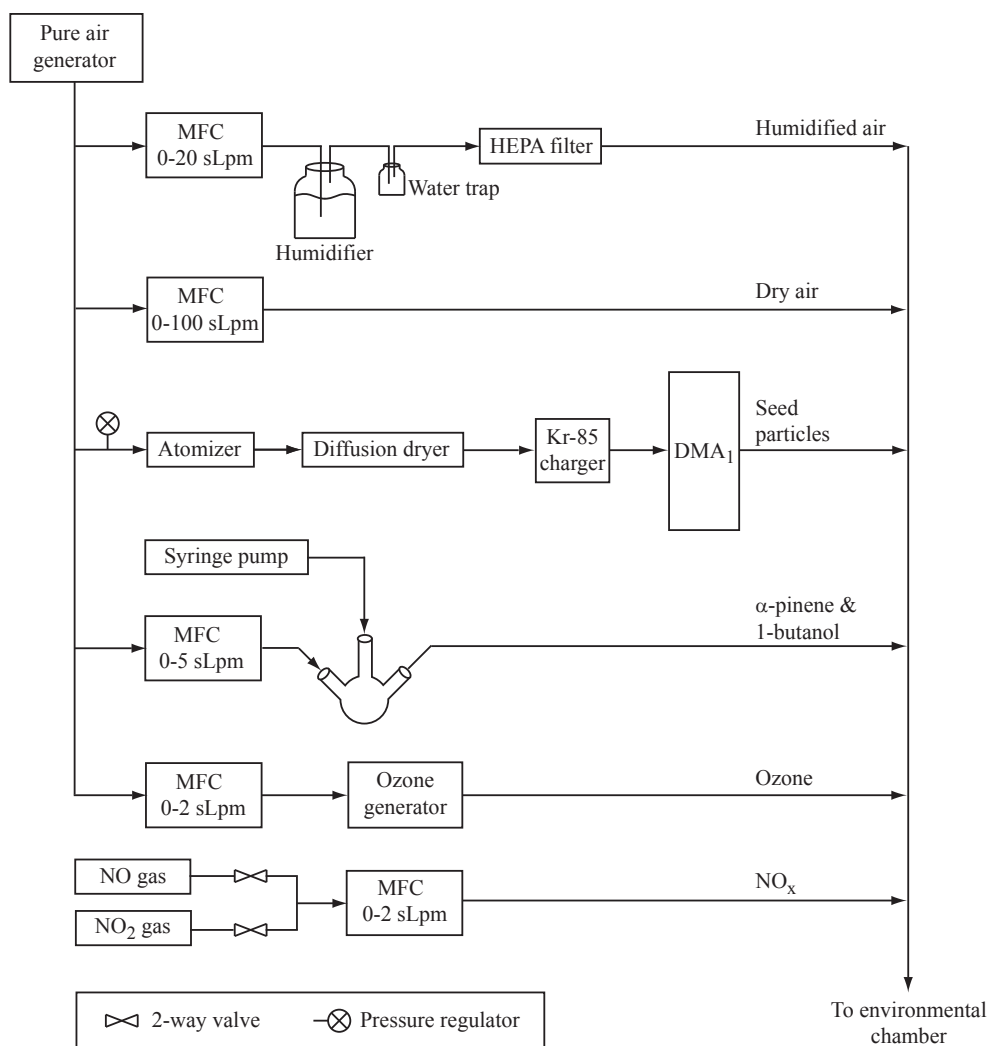 Pure air
generator
MFC
0-20 sLpm
Humidifier
Water trap
HEPA filter
Humidified air
MFC
0-100 sLpm
Dry air
Atomizer
Diffusion dryer
Kr-85
charger
DMA1
Seed
particles
Syringe pump
MFC
0-5 sLpm
α-pinene &
1-butanol
MFC
0-2 sLpm
Ozone
generator
Ozone
NO gas
NO2 gas
MFC
0-2 sLpm
NOx
2-way valve
Pressure regulator
To environmental
chamber